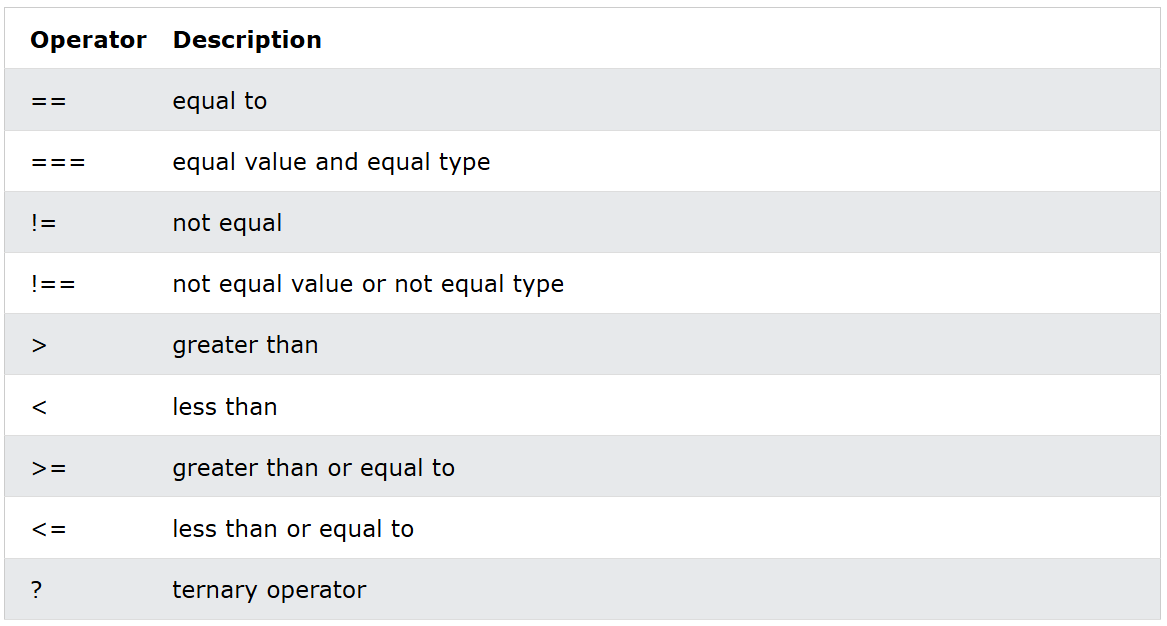 Operator Description
== equal to
=== equal value and equal type
!= not equal
!== not equal value or not equal type
> greater than
< less than
>= greater than or equal to
<= less than or equal to
? ternary operator